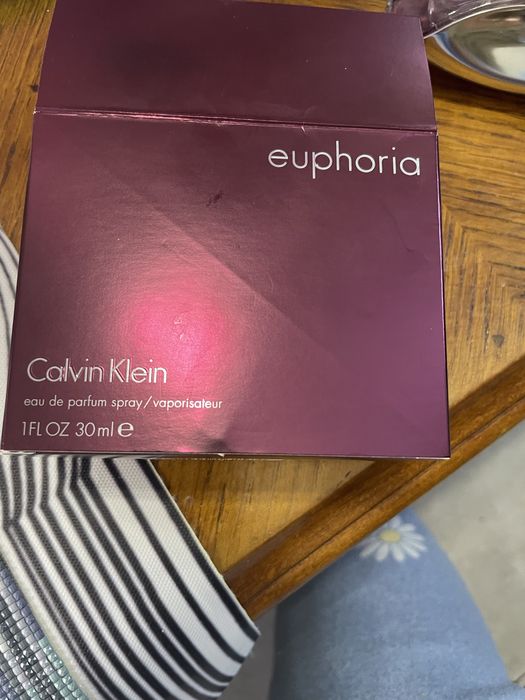 euphoria
Calvin Klein
eau de parfum spray/vaporisateur
1 FL OZ 30 ml e